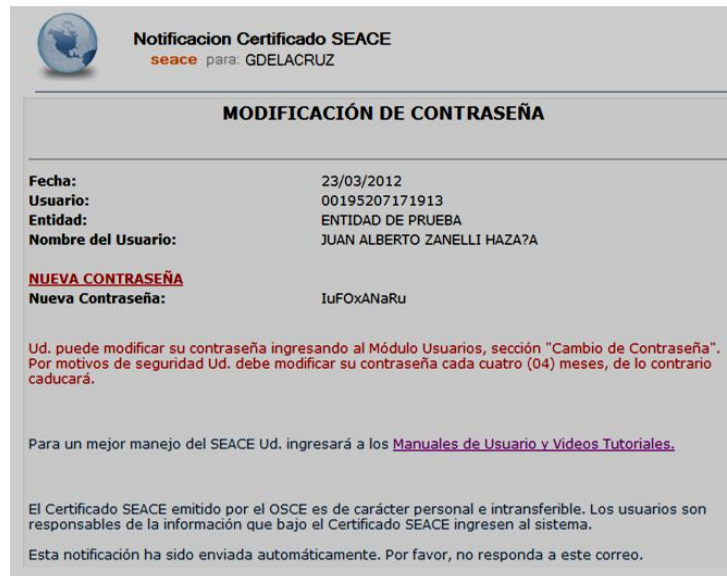 Notificacion Certificado SEACE
seace para: GDELACRUZ
MODIFICACIÓN DE CONTRASEÑA
Fecha: 23/03/2012
Usuario: 00195207171913
Entidad: ENTIDAD DE PRUEBA
Nombre del Usuario: JUAN ALBERTO ZANELLI HAZA?A
NUEVA CONTRASEÑA
Nueva Contraseña: IuFOxANaRu
Ud. puede modificar su contraseña ingresando al Módulo Usuarios, sección "Cambio de Contraseña".
Por motivos de seguridad Ud. debe modificar su contraseña cada cuatro (04) meses, de lo contrario
caducará.
Para un mejor manejo del SEACE Ud. ingresará a los Manuales de Usuario y Videos Tutoriales.
El Certificado SEACE emitido por el OSCE es de carácter personal e intransferible. Los usuarios son
responsables de la información que bajo el Certificado SEACE ingresen al sistema.
Esta notificación ha sido enviada automáticamente. Por favor, no responda a este correo.